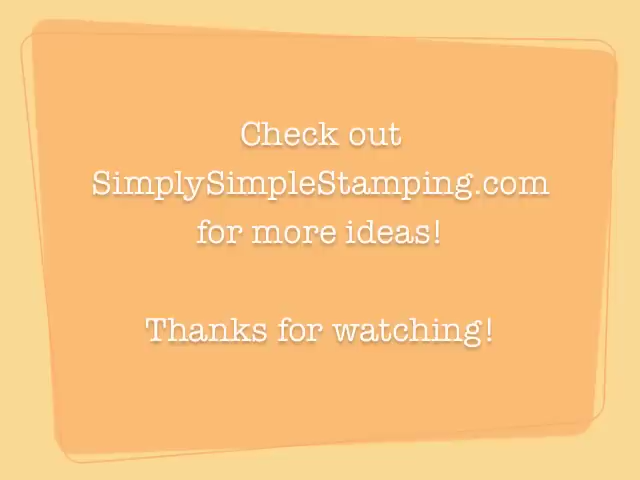 Check out
SimplySimpleStamping.com
for more ideas!
Thanks for watching!